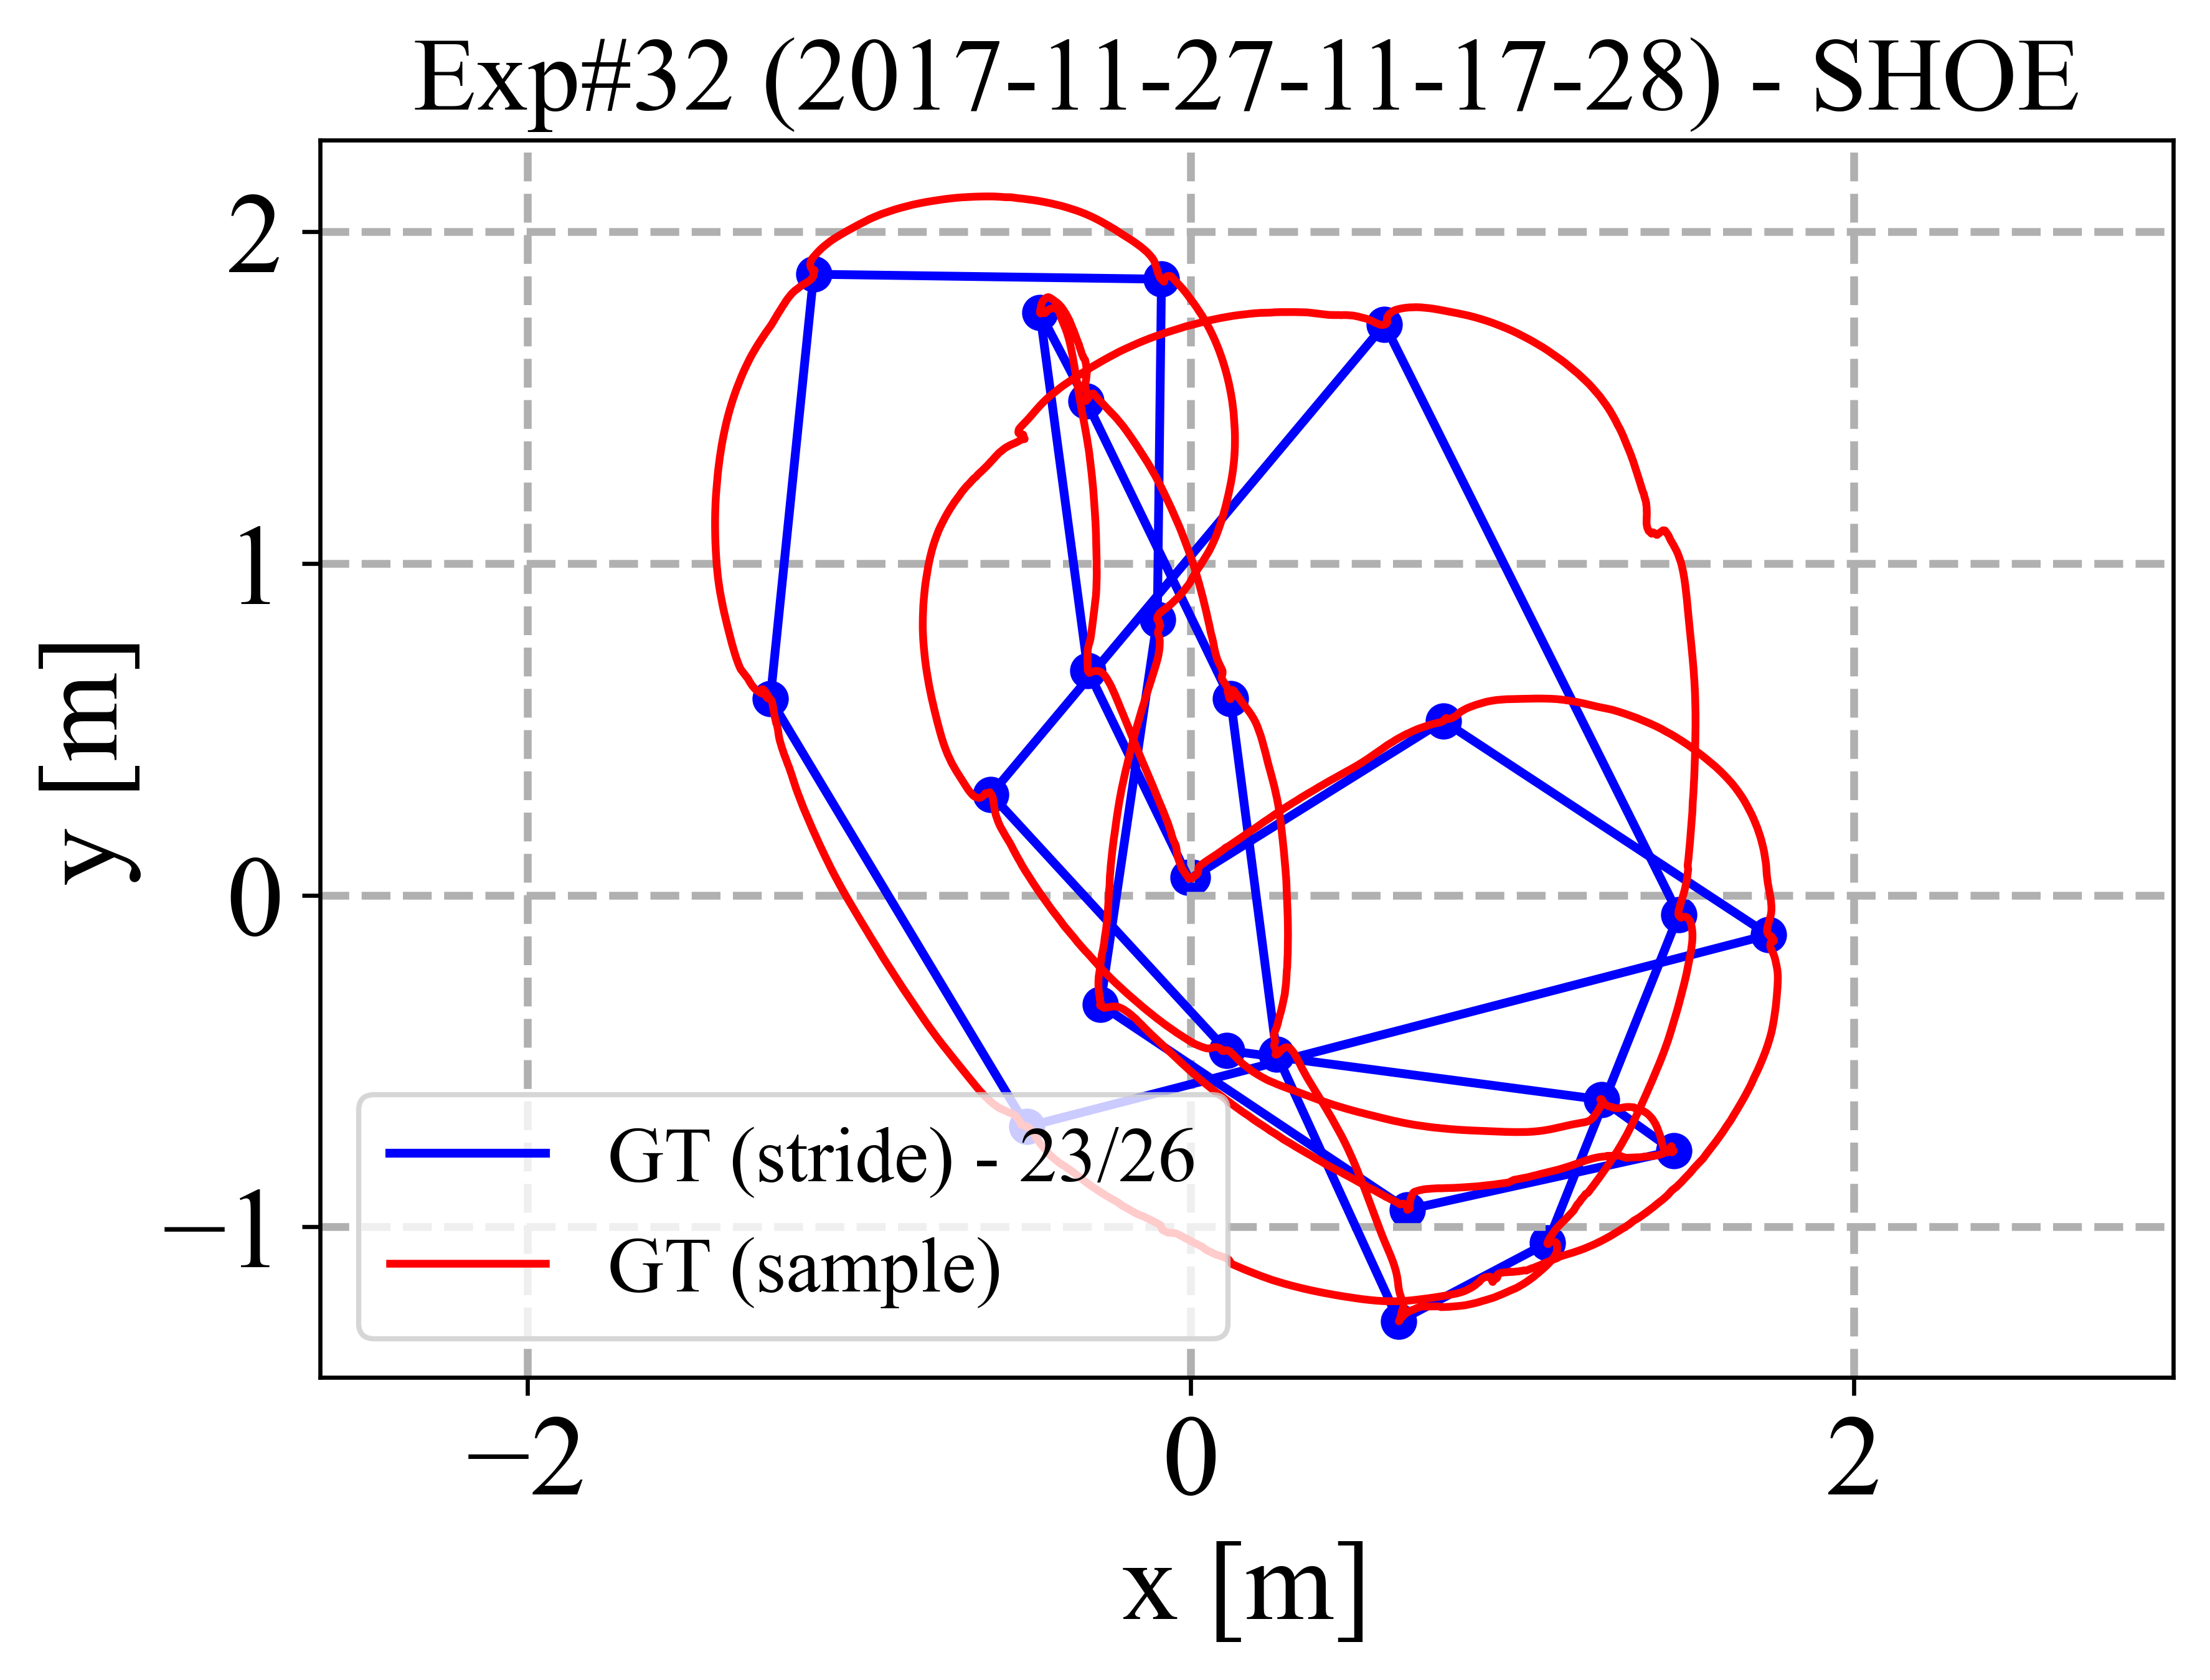 Exp#32 (2017-11-27-11-17-28) - SHOE
2
1
0
−1
y [m]
GT (stride) - 23/26
GT (sample)
−2
0
2
x [m]